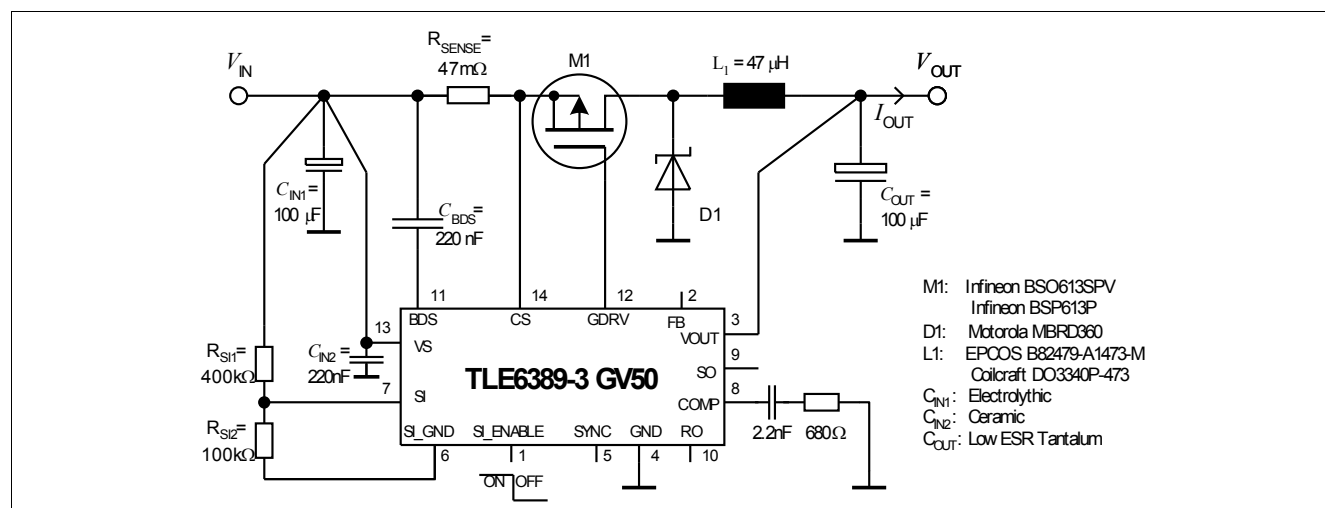 R_SENSE=
47mΩ
M1
L₁ = 47 µH
V_IN
V_OUT
I_OUT
C_IN1=
100 µF
C_BDS=
220 nF
D1
C_OUT=
100 µF
11
14
12
2
BDS
CS
GDRV
FB
3
VOUT
13
VS
9
SO
R_SI1=
400kΩ
C_IN2=
220nF
TLE6389-3 GV50
7
SI
8
COMP
R_SI2=
100kΩ
SI_GND
SI_ENABLE
SYNC
GND
RO
2.2nF
680Ω
6
1
5
4
10
ON OFF
M1: Infineon BSO613SPV
Infineon BSP613P
D1: Motorola MBRD360
L1: EPCOS B82479-A1473-M
Coilcraft DO3340P-473
C_IN1: Electrolythic
C_IN2: Ceramic
C_OUT: Low ESR Tantalum